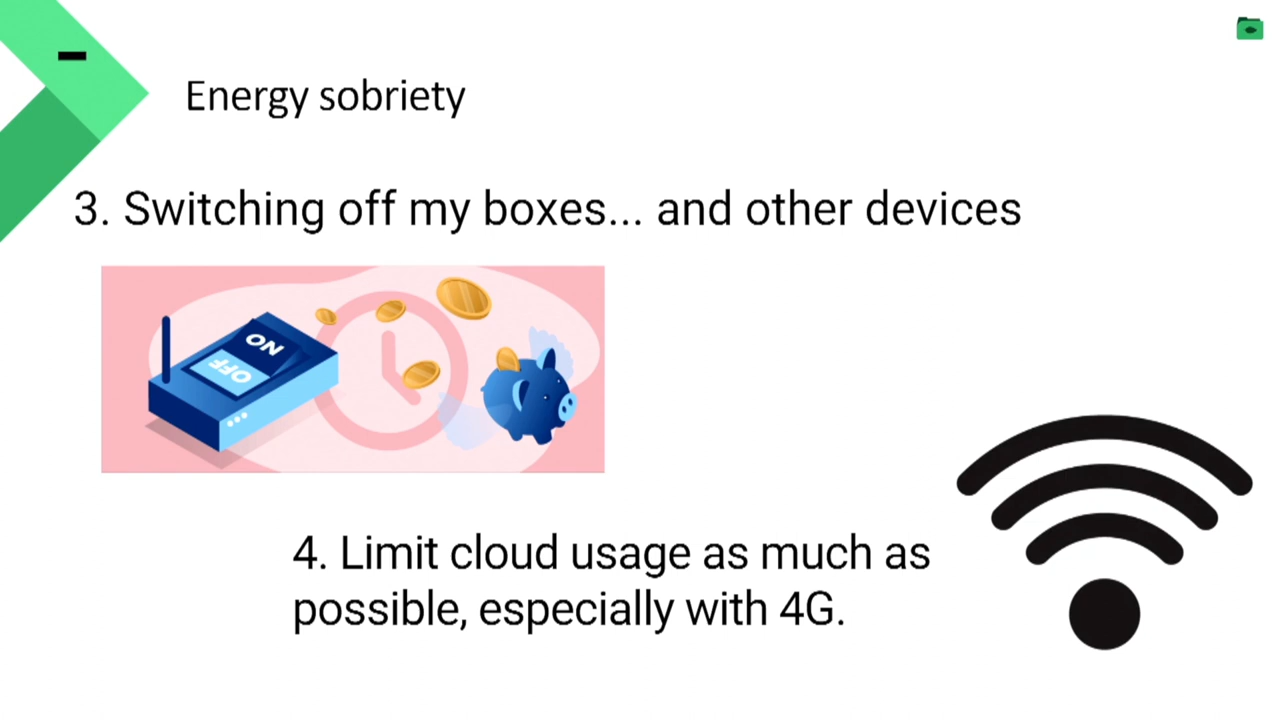 Energy sobriety
3. Switching off my boxes... and other devices
ON
OFF
4. Limit cloud usage as much as
possible, especially with 4G.